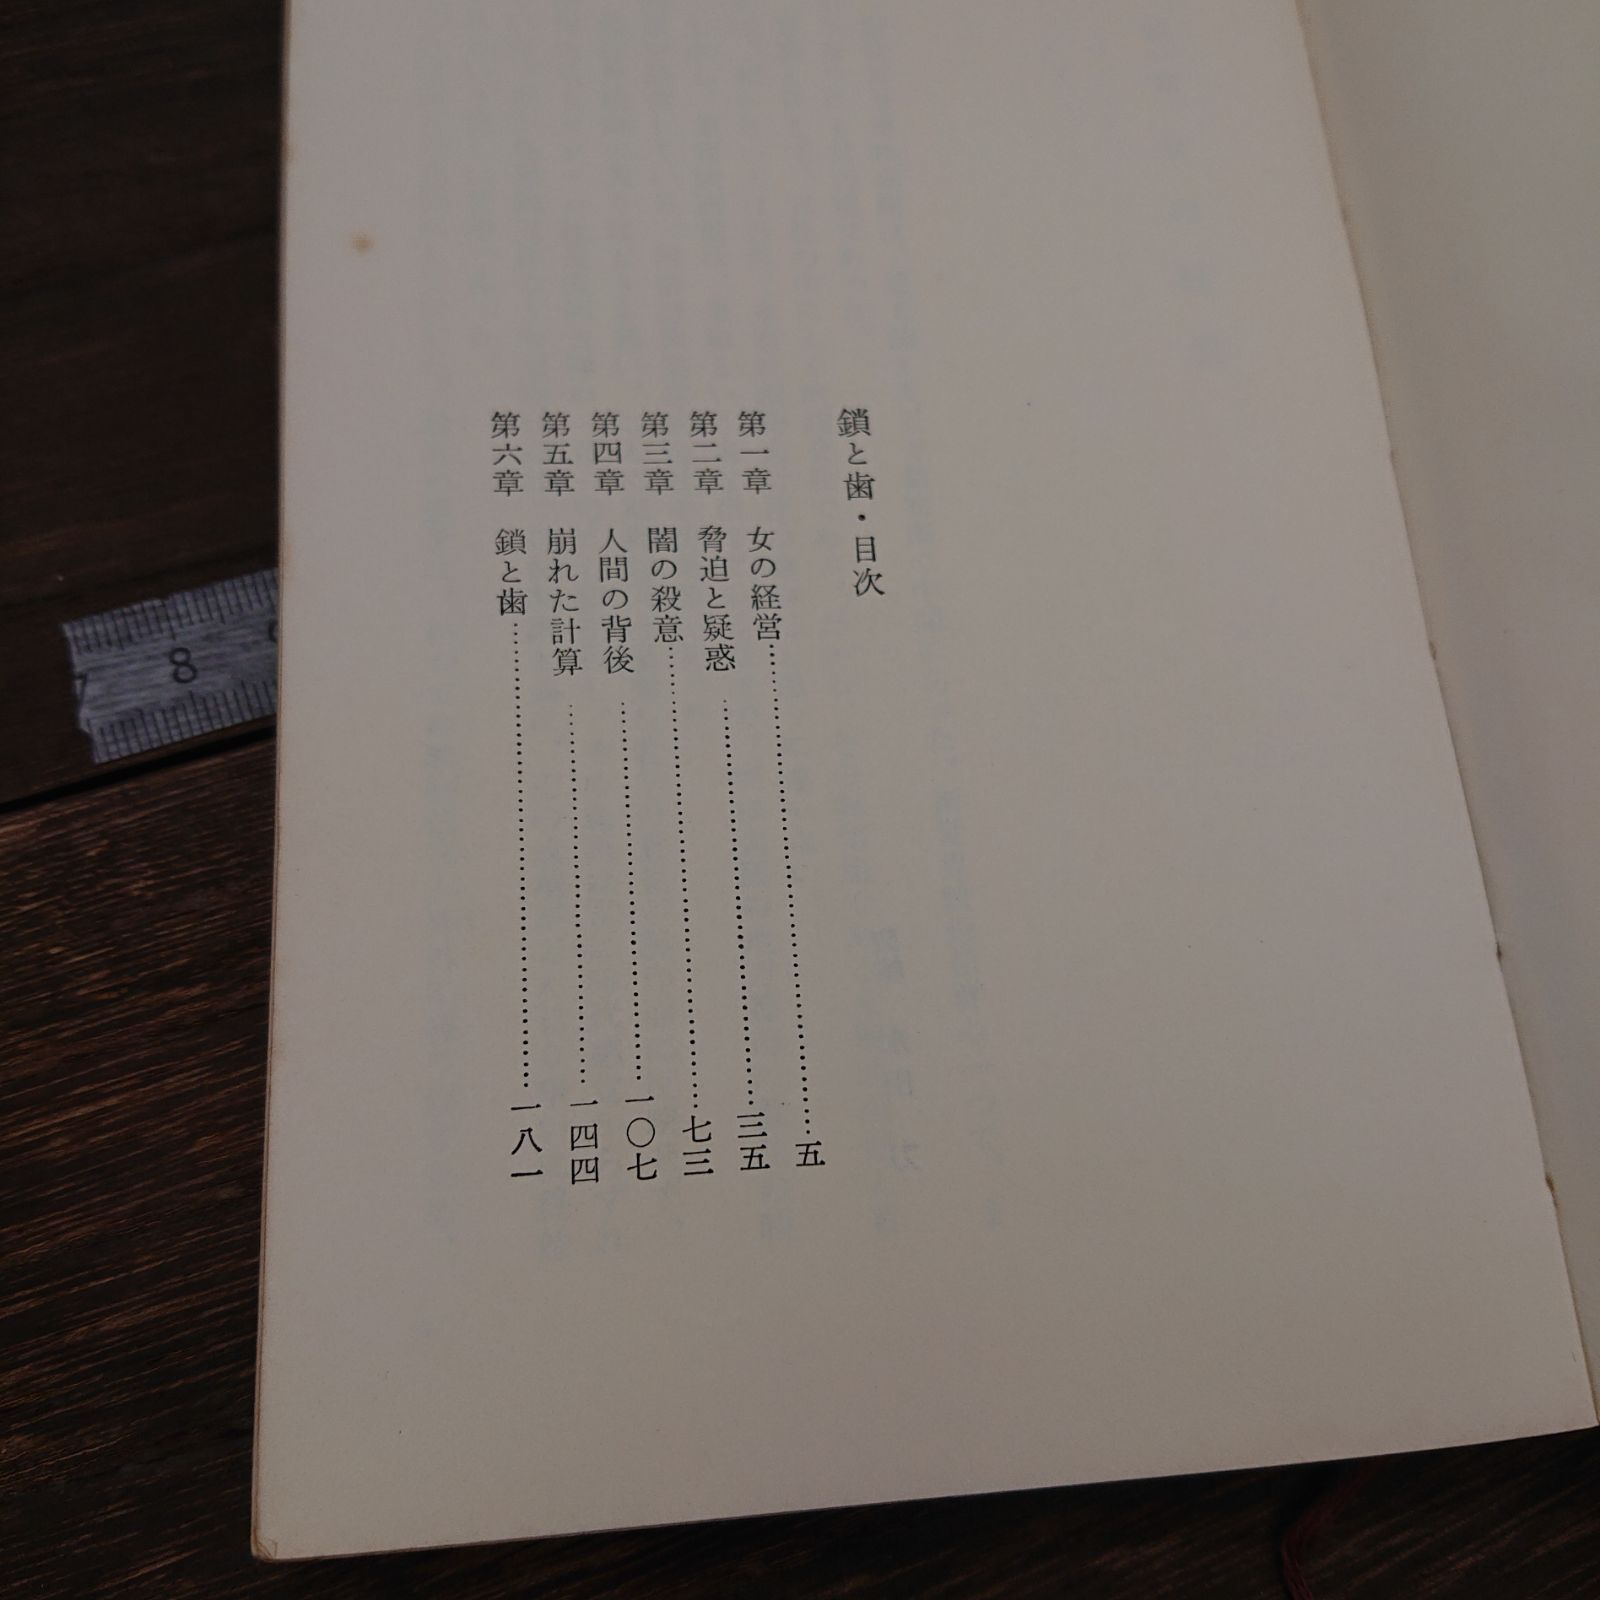 鎖と歯・目次
第一章 女の経営……五
第二章 脅迫と疑惑……三五
第三章 闇の殺意……七三
第四章 人間の背後……一〇七
第五章 崩れた計算……一四四
第六章 鎖と歯……一八一
8